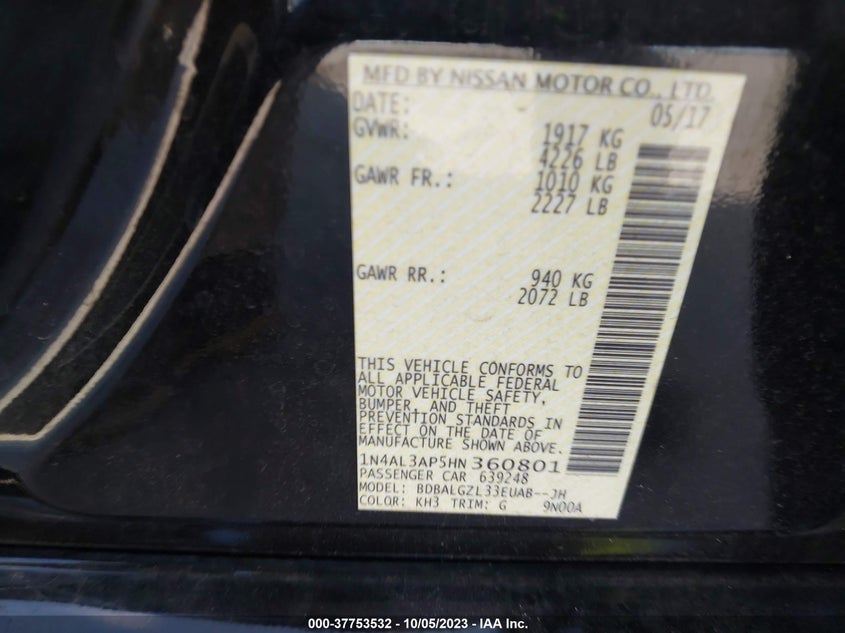 MFD BY NISSAN MOTOR CO., LTD.
DATE: 05/17
GVWR: 1917 KG
4226 LB
GAWR FR.: 1010 KG
2227 LB
GAWR RR.: 940 KG
2072 LB
THIS VEHICLE CONFORMS TO
ALL APPLICABLE FEDERAL
MOTOR VEHICLE SAFETY,
BUMPER, AND THEFT
PREVENTION STANDARDS IN
EFFECT ON THE DATE OF
MANUFACTURE SHOWN ABOVE.
1N4AL3AP5HN360801
PASSENGER CAR 639248
MODEL: BDBALGZL33EUAB--JH
COLOR: KH3 TRIM: G 9N00A
000-37753532 - 10/05/2023 - IAA Inc.